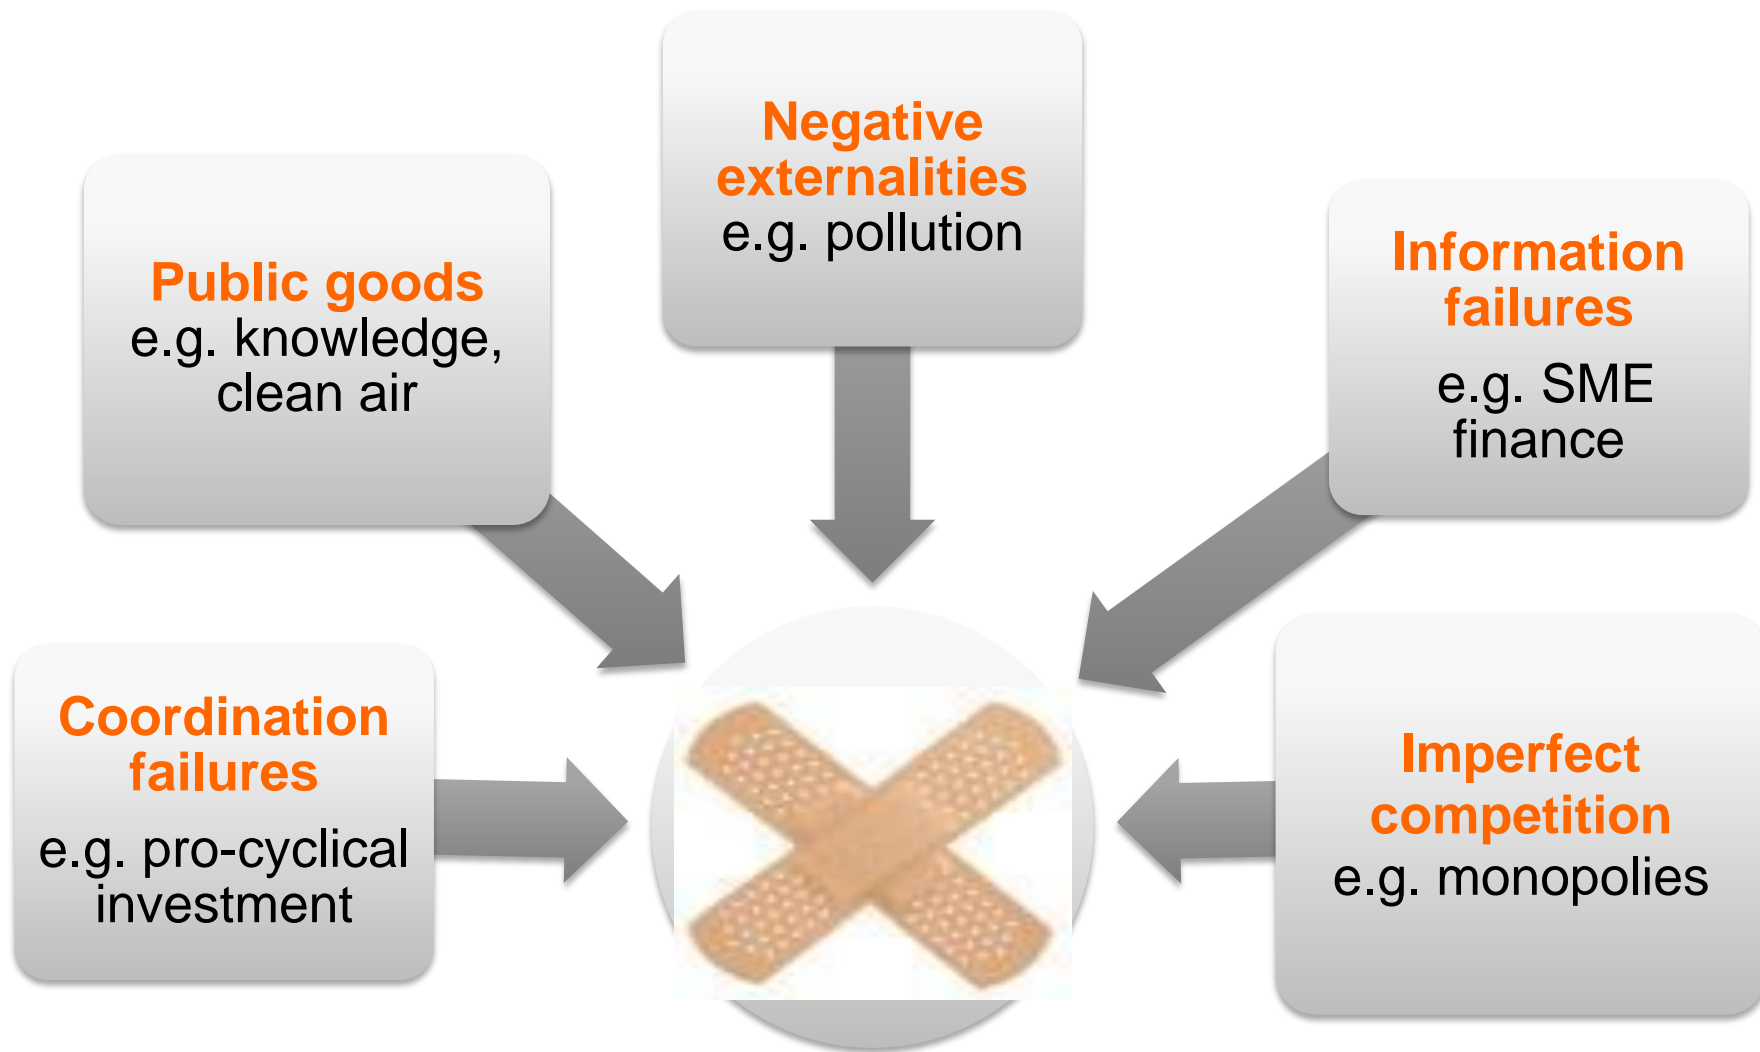 Negative
externalities
e.g. pollution
Public goods
e.g. knowledge,
clean air
Information
failures
e.g. SME
finance
Coordination
failures
e.g. pro-cyclical
investment
Imperfect
competition
e.g. monopolies